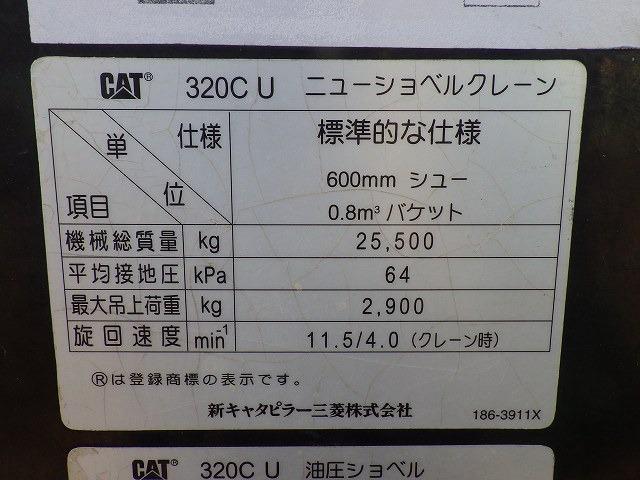 CAT® 320C U ニューショベルクレーン
単位 仕様 標準的な仕様
項目 600mm シュー
0.8m³ バケット
機械総質量 kg 25,500
平均接地圧 kPa 64
最大吊上荷重 kg 2,900
旋回速度 min⁻¹ 11.5/4.0 (クレーン時)
®は登録商標の表示です。
新キャタピラー三菱株式会社 186-3911X
CAT® 320C U 油圧ショベル